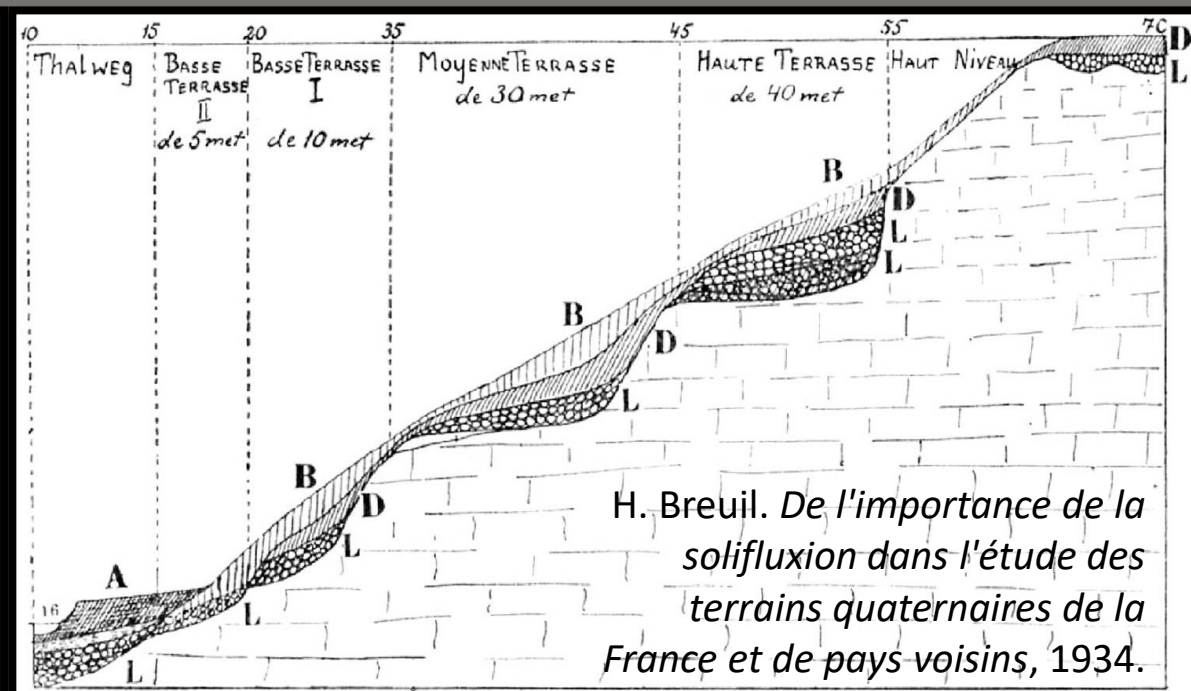 10 15 20 35 45 55 70
Thalweg
BASSE
TERRASSE
II
de 5 met
BASSE TERRASSE
I
de 10 met
MOYENNE TERRASSE
de 30 met
HAUTE TERRASSE
de 40 met
HAUT NIVEAU
D
L
B
D
L
L
B
D
L
B
D
L
A
16
L
L
H. Breuil. De l'importance de la
solifluxion dans l'étude des
terrains quaternaires de la
France et de pays voisins, 1934.